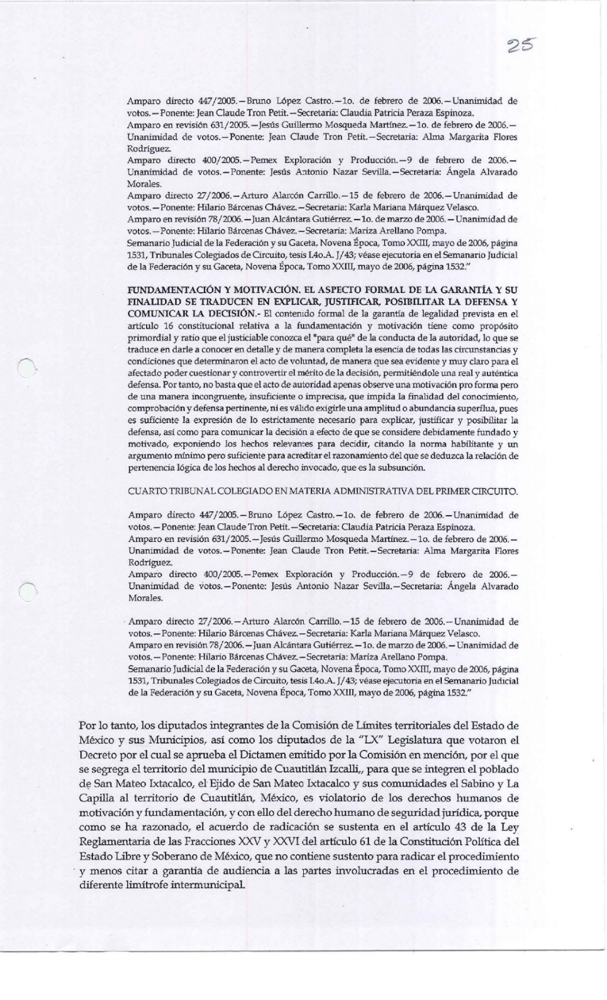 25
Amparo directo 447/2005.—Bruno López Castro.—1o. de febrero de 2006.—Unanimidad de
votos.—Ponente: Jean Claude Tron Petit.—Secretaria: Claudia Patricia Peraza Espinoza.
Amparo en revisión 631/2005.—Jesús Guillermo Mosqueda Martínez.—1o. de febrero de 2006.—
Unanimidad de votos.—Ponente: Jean Claude Tron Petit.—Secretaria: Alma Margarita Flores
Rodríguez.
Amparo directo 400/2005.—Pemex Exploración y Producción.—9 de febrero de 2006.—
Unanimidad de votos.—Ponente: Jesús Antonio Nazar Sevilla.—Secretaria: Ángela Alvarado
Morales.
Amparo directo 27/2006.—Arturo Alarcón Carrillo.—15 de febrero de 2006.—Unanimidad de
votos.—Ponente: Hilario Bárcenas Chávez.—Secretaria: Karla Mariana Márquez Velasco.
Amparo en revisión 78/2006.—Juan Alcántara Gutiérrez.—1o. de marzo de 2006.—Unanimidad de
votos.—Ponente: Hilario Bárcenas Chávez.—Secretaria: Mariza Arellano Pompa.
Semanario Judicial de la Federación y su Gaceta, Novena Época, Tomo XXIII, mayo de 2006, página
1531, Tribunales Colegiados de Circuito, tesis I.4o.A. J/43; véase ejecutoria en el Semanario Judicial
de la Federación y su Gaceta, Novena Época, Tomo XXIII, mayo de 2006, página 1532.”
FUNDAMENTACIÓN Y MOTIVACIÓN. EL ASPECTO FORMAL DE LA GARANTÍA Y SU
FINALIDAD SE TRADUCEN EN EXPLICAR, JUSTIFICAR, POSIBILITAR LA DEFENSA Y
COMUNICAR LA DECISIÓN.- El contenido formal de la garantía de legalidad prevista en el
artículo 16 constitucional relativa a la fundamentación y motivación tiene como propósito
primordial y ratio que el justiciable conozca el "para qué" de la conducta de la autoridad, lo que se
traduce en darle a conocer en detalle y de manera completa la esencia de todas las circunstancias y
condiciones que determinaron el acto de voluntad, de manera que sea evidente y muy claro para el
afectado poder cuestionar y controvertir el mérito de la decisión, permitiéndole una real y auténtica
defensa. Por tanto, no basta que el acto de autoridad apenas observe una motivación pro forma pero
de una manera incongruente, insuficiente o imprecisa, que impida la finalidad del conocimiento,
comprobación y defensa pertinente, ni es válido exigirle una amplitud o abundancia superflua, pues
es suficiente la expresión de lo estrictamente necesario para explicar, justificar y posibilitar la
defensa, así como para comunicar la decisión a efecto de que se considere debidamente fundado y
motivado, exponiendo los hechos relevantes para decidir, citando la norma habilitante y un
argumento mínimo pero suficiente para acreditar el razonamiento del que se deduzca la relación de
pertenencia lógica de los hechos al derecho invocado, que es la subsunción.
CUARTO TRIBUNAL COLEGIADO EN MATERIA ADMINISTRATIVA DEL PRIMER CIRCUITO.
Amparo directo 447/2005.—Bruno López Castro.—1o. de febrero de 2006.—Unanimidad de
votos.—Ponente: Jean Claude Tron Petit.—Secretaria: Claudia Patricia Peraza Espinoza.
Amparo en revisión 631/2005.—Jesús Guillermo Mosqueda Martínez.—1o. de febrero de 2006.—
Unanimidad de votos.—Ponente: Jean Claude Tron Petit.—Secretaria: Alma Margarita Flores
Rodríguez.
Amparo directo 400/2005.—Pemex Exploración y Producción.—9 de febrero de 2006.—
Unanimidad de votos.—Ponente: Jesús Antonio Nazar Sevilla.—Secretaria: Ángela Alvarado
Morales.
Amparo directo 27/2006.—Arturo Alarcón Carrillo.—15 de febrero de 2006.—Unanimidad de
votos.—Ponente: Hilario Bárcenas Chávez.—Secretaria: Karla Mariana Márquez Velasco.
Amparo en revisión 78/2006.—Juan Alcántara Gutiérrez.—1o. de marzo de 2006.—Unanimidad de
votos.—Ponente: Hilario Bárcenas Chávez.—Secretaria: Mariza Arellano Pompa.
Semanario Judicial de la Federación y su Gaceta, Novena Época, Tomo XXIII, mayo de 2006, página
1531, Tribunales Colegiados de Circuito, tesis I.4o.A. J/43; véase ejecutoria en el Semanario Judicial
de la Federación y su Gaceta, Novena Época, Tomo XXIII, mayo de 2006, página 1532.”
Por lo tanto, los diputados integrantes de la Comisión de Límites territoriales del Estado de
México y sus Municipios, así como los diputados de la “LX” Legislatura que votaron el
Decreto por el cual se aprueba el Dictamen emitido por la Comisión en mención, por el que
se segrega el territorio del municipio de Cuautitlán Izcalli,, para que se integren el poblado
de San Mateo Ixtacalco, el Ejido de San Mateo Ixtacalco y sus comunidades el Sabino y La
Capilla al territorio de Cuautitlán, México, es violatorio de los derechos humanos de
motivación y fundamentación, y con ello del derecho humano de seguridad jurídica, porque
como se ha razonado, el acuerdo de radicación se sustenta en el artículo 43 de la Ley
Reglamentaria de las Fracciones XXV y XXVI del artículo 61 de la Constitución Política del
Estado Libre y Soberano de México, que no contiene sustento para radicar el procedimiento
y menos citar a garantía de audiencia a las partes involucradas en el procedimiento de
diferente limítrofe intermunicipal.